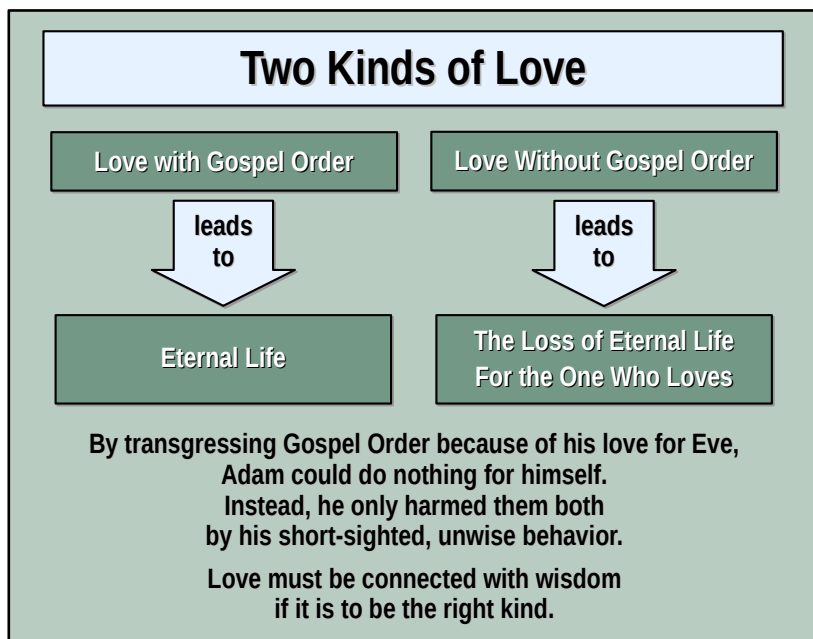 Two Kinds of Love
Love with Gospel Order
Love Without Gospel Order
leads
to
leads
to
Eternal Life
The Loss of Eternal Life
For the One Who Loves
By transgressing Gospel Order because of his love for Eve,
Adam could do nothing for himself.
Instead, he only harmed them both
by his short-sighted, unwise behavior.
Love must be connected with wisdom
if it is to be the right kind.